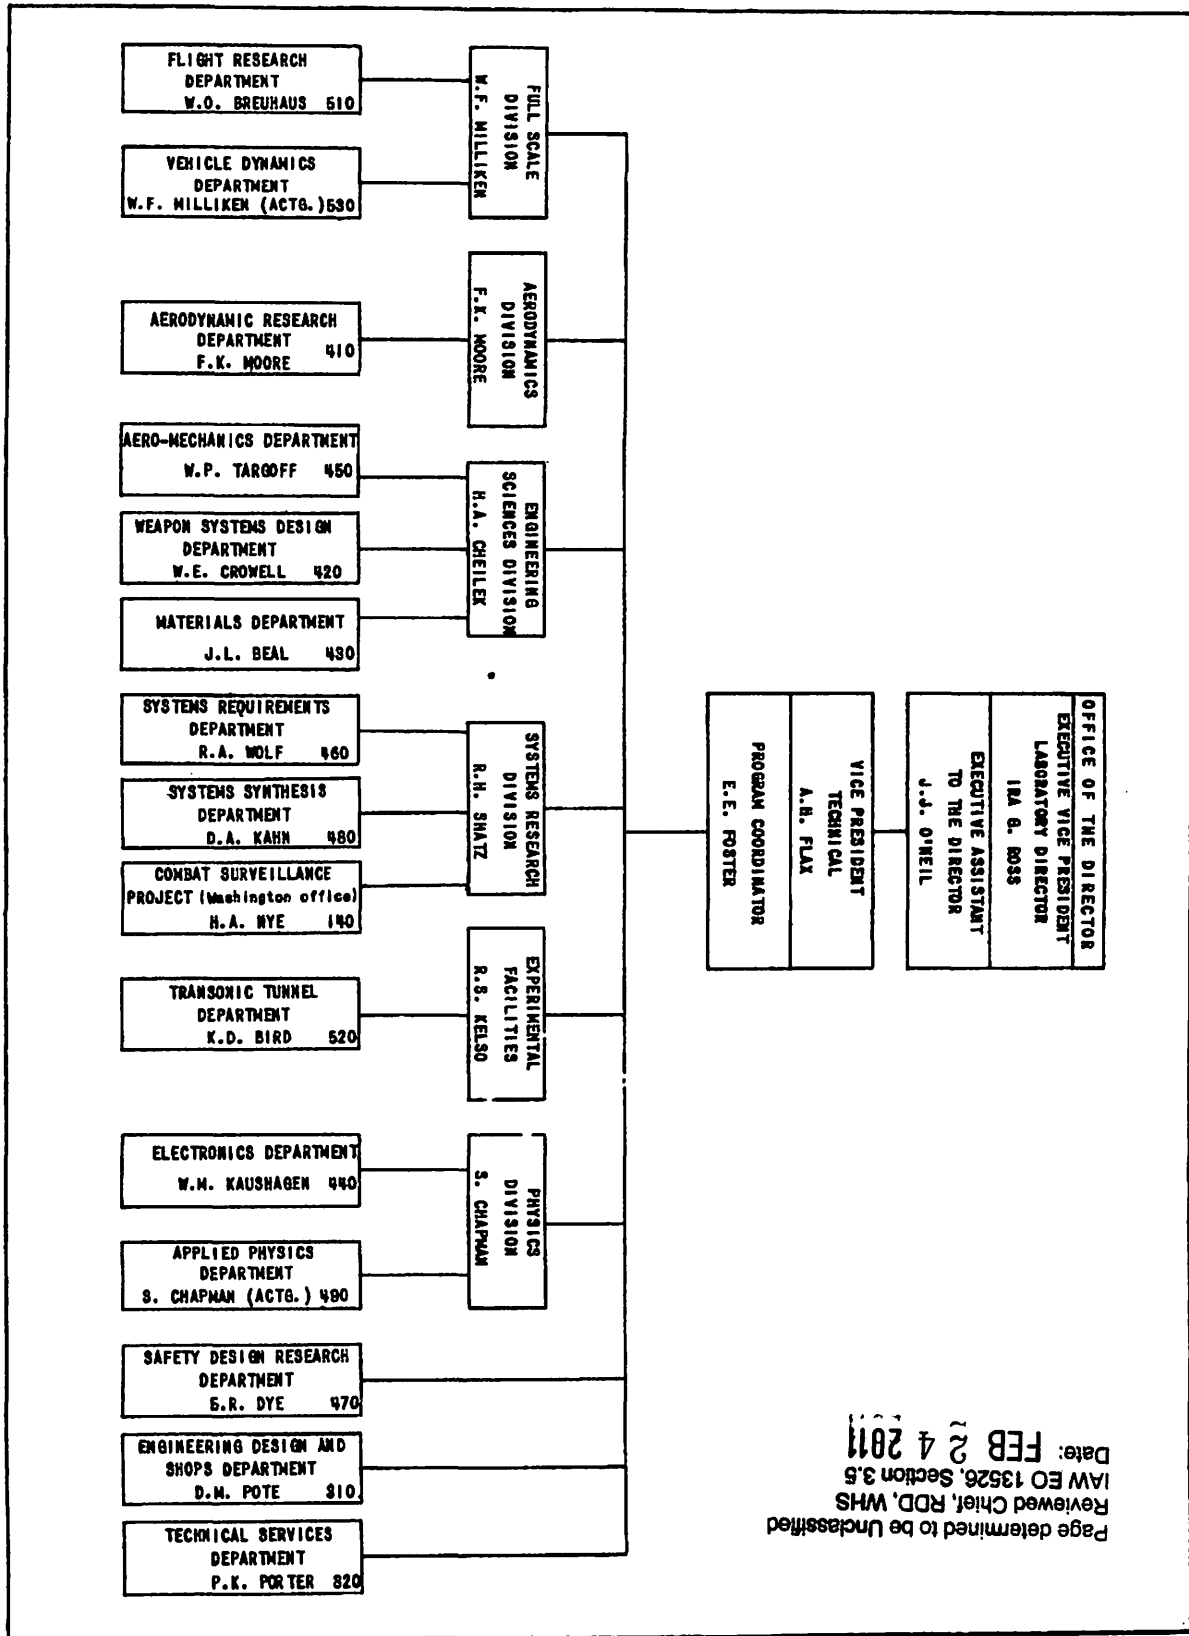 OFFICE OF THE DIRECTOR
EXECUTIVE VICE PRESIDENT
LABORATORY DIRECTOR
IRA G. ROSS
EXECUTIVE ASSISTANT
TO THE DIRECTOR
J.J. O'NEIL
VICE PRESIDENT
TECHNICAL
A.H. FLAX
PROGRAM COORDINATOR
E.E. FOSTER
FULL SCALE
DIVISION
W.F. MILLIKEN
FLIGHT RESEARCH
DEPARTMENT
W.O. BREUHAUS 510
VEHICLE DYNAMICS
DEPARTMENT
W.F. MILLIKEN (ACTG.) 530
AERODYNAMICS
DIVISION
F.K. MOORE
AERODYNAMIC RESEARCH
DEPARTMENT
F.K. MOORE 410
ENGINEERING
SCIENCES DIVISION
H.A. CHEILEK
AERO-MECHANICS DEPARTMENT
W.P. TARGOFF 450
WEAPON SYSTEMS DESIGN
DEPARTMENT
W.E. CROWELL 420
MATERIALS DEPARTMENT
J.L. BEAL 430
SYSTEMS RESEARCH
DIVISION
R.H. SHATZ
SYSTEMS REQUIREMENTS
DEPARTMENT
R.A. WOLF 460
SYSTEMS SYNTHESIS
DEPARTMENT
D.A. KAHN 480
COMBAT SURVEILLANCE
PROJECT (Washington office)
H.A. NYE 140
EXPERIMENTAL
FACILITIES
R.S. KELSO
TRANSONIC TUNNEL
DEPARTMENT
K.D. BIRD 520
PHYSICS
DIVISION
S. CHAPMAN
ELECTRONICS DEPARTMENT
W.M. KAUSHAGEN 440
APPLIED PHYSICS
DEPARTMENT
S. CHAPMAN (ACTG.) 490
SAFETY DESIGN RESEARCH
DEPARTMENT
E.R. DYE 470
ENGINEERING DESIGN AND
SHOPS DEPARTMENT
D.M. POTE 810
TECHNICAL SERVICES
DEPARTMENT
P.K. PORTER 820
Page determined to be Unclassified
Reviewed Chief, RDD, WHS
IAW EO 13526, Section 3.5
Date: FEB 24 2011